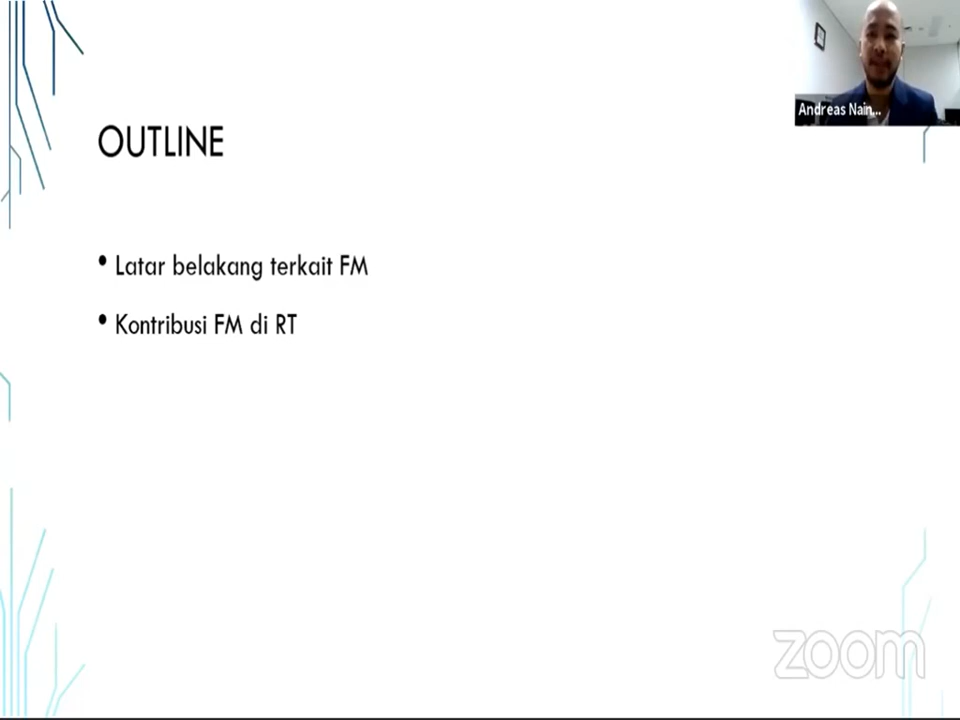 Andreas Nain...
OUTLINE
• Latar belakang terkait FM
• Kontribusi FM di RT
zoom